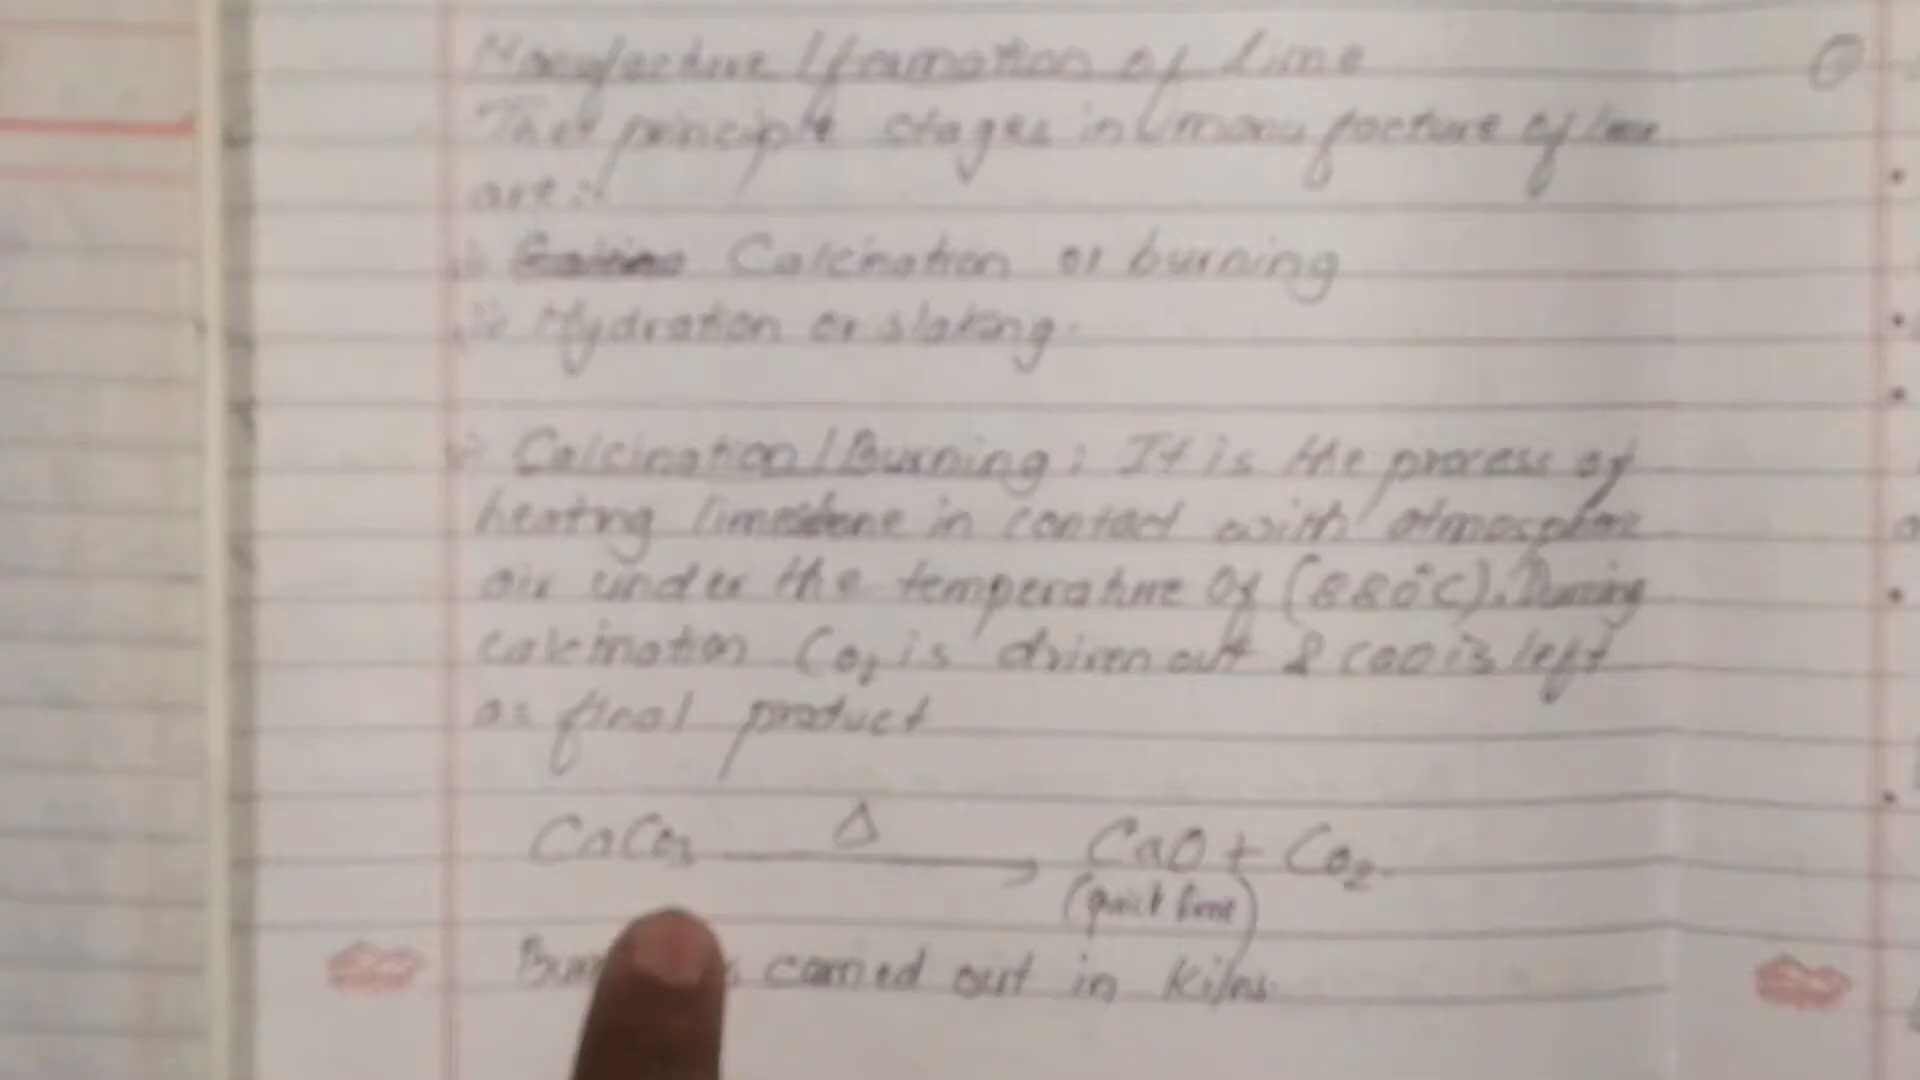 Manufacture / formation of lime
The principle stages in manufacture of lime
are :-
i) Calcination or burning
ii) Hydration or slaking.
i) Calcination / Burning : It is the process of
heating limestone in contact with atmospheric
air under the temperature of (880°C). During
calcination Co2 is driven out & CaO is left
as final product
CaCo3 Δ → CaO + Co2
(quick lime)
carried out in kilns.